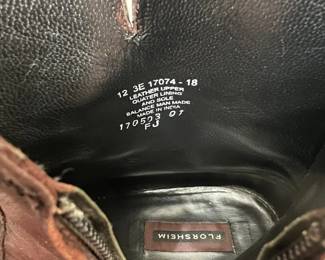 12 3E 17074 - 18
LEATHER UPPER
QUATER LINING
AND SOLE
BALANCE MAN MADE
MADE IN INDIA
170503 07
FJ
FLORSHEIM